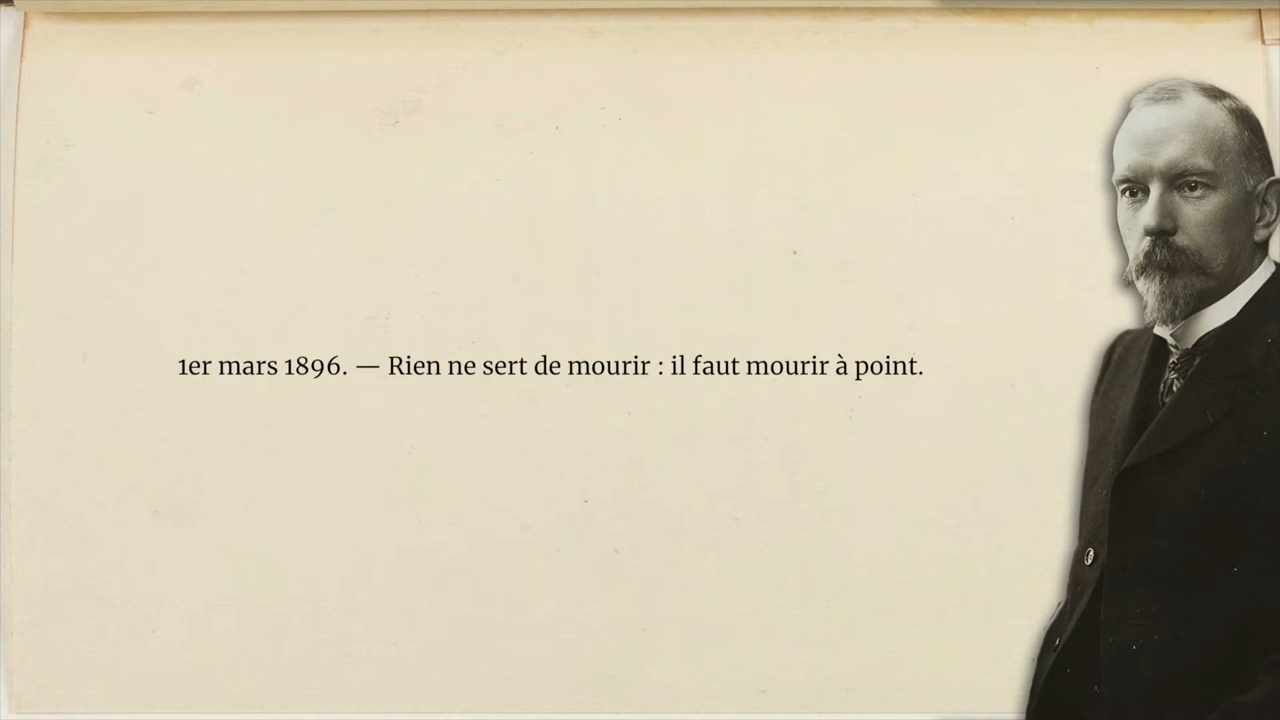 1er mars 1896. — Rien ne sert de mourir : il faut mourir à point.